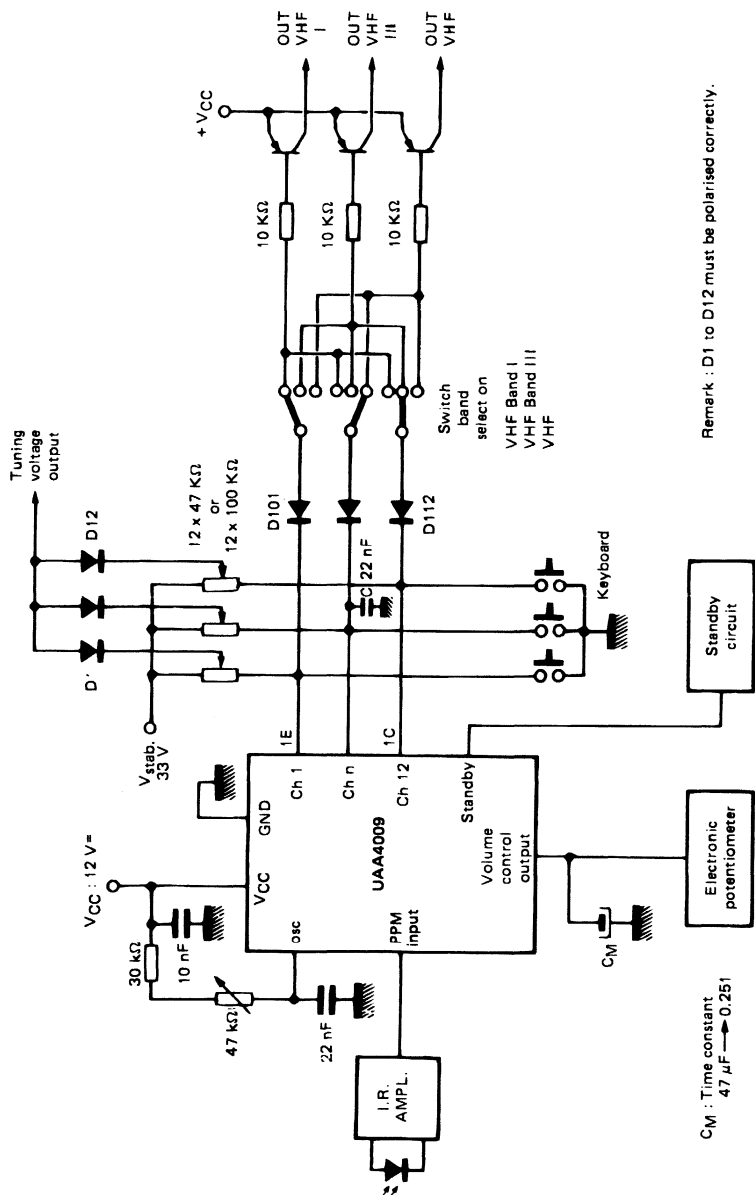 Tuning
voltage
output
D'
D12
Vstab.
33 V
12 x 47 KΩ
or
12 x 100 KΩ
VCC : 12 V=
30 kΩ
10 nF
47 kΩ
22 nF
I.R.
AMPL.
VCC
GND
osc
PPM
input
UAA4009
Ch 1
Ch n
Ch 12
Standby
Volume
control
output
1E
1C
D101
C 22 nF
D112
Keyboard
Switch
band
select on
VHF Band I
VHF Band III
VHF
10 KΩ
10 KΩ
10 KΩ
+ VCC
OUT
VHF
I
OUT
VHF
III
OUT
VHF
CM
Electronic
potentiometer
Standby
circuit
CM : Time constant
47 µF → 0.251
Remark : D1 to D12 must be polarised correctly.